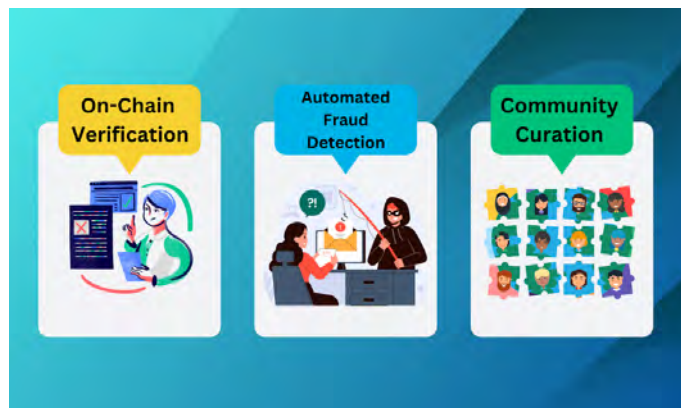 On-Chain
Verification
Automated
Fraud
Detection
Community
Curation
?!
!